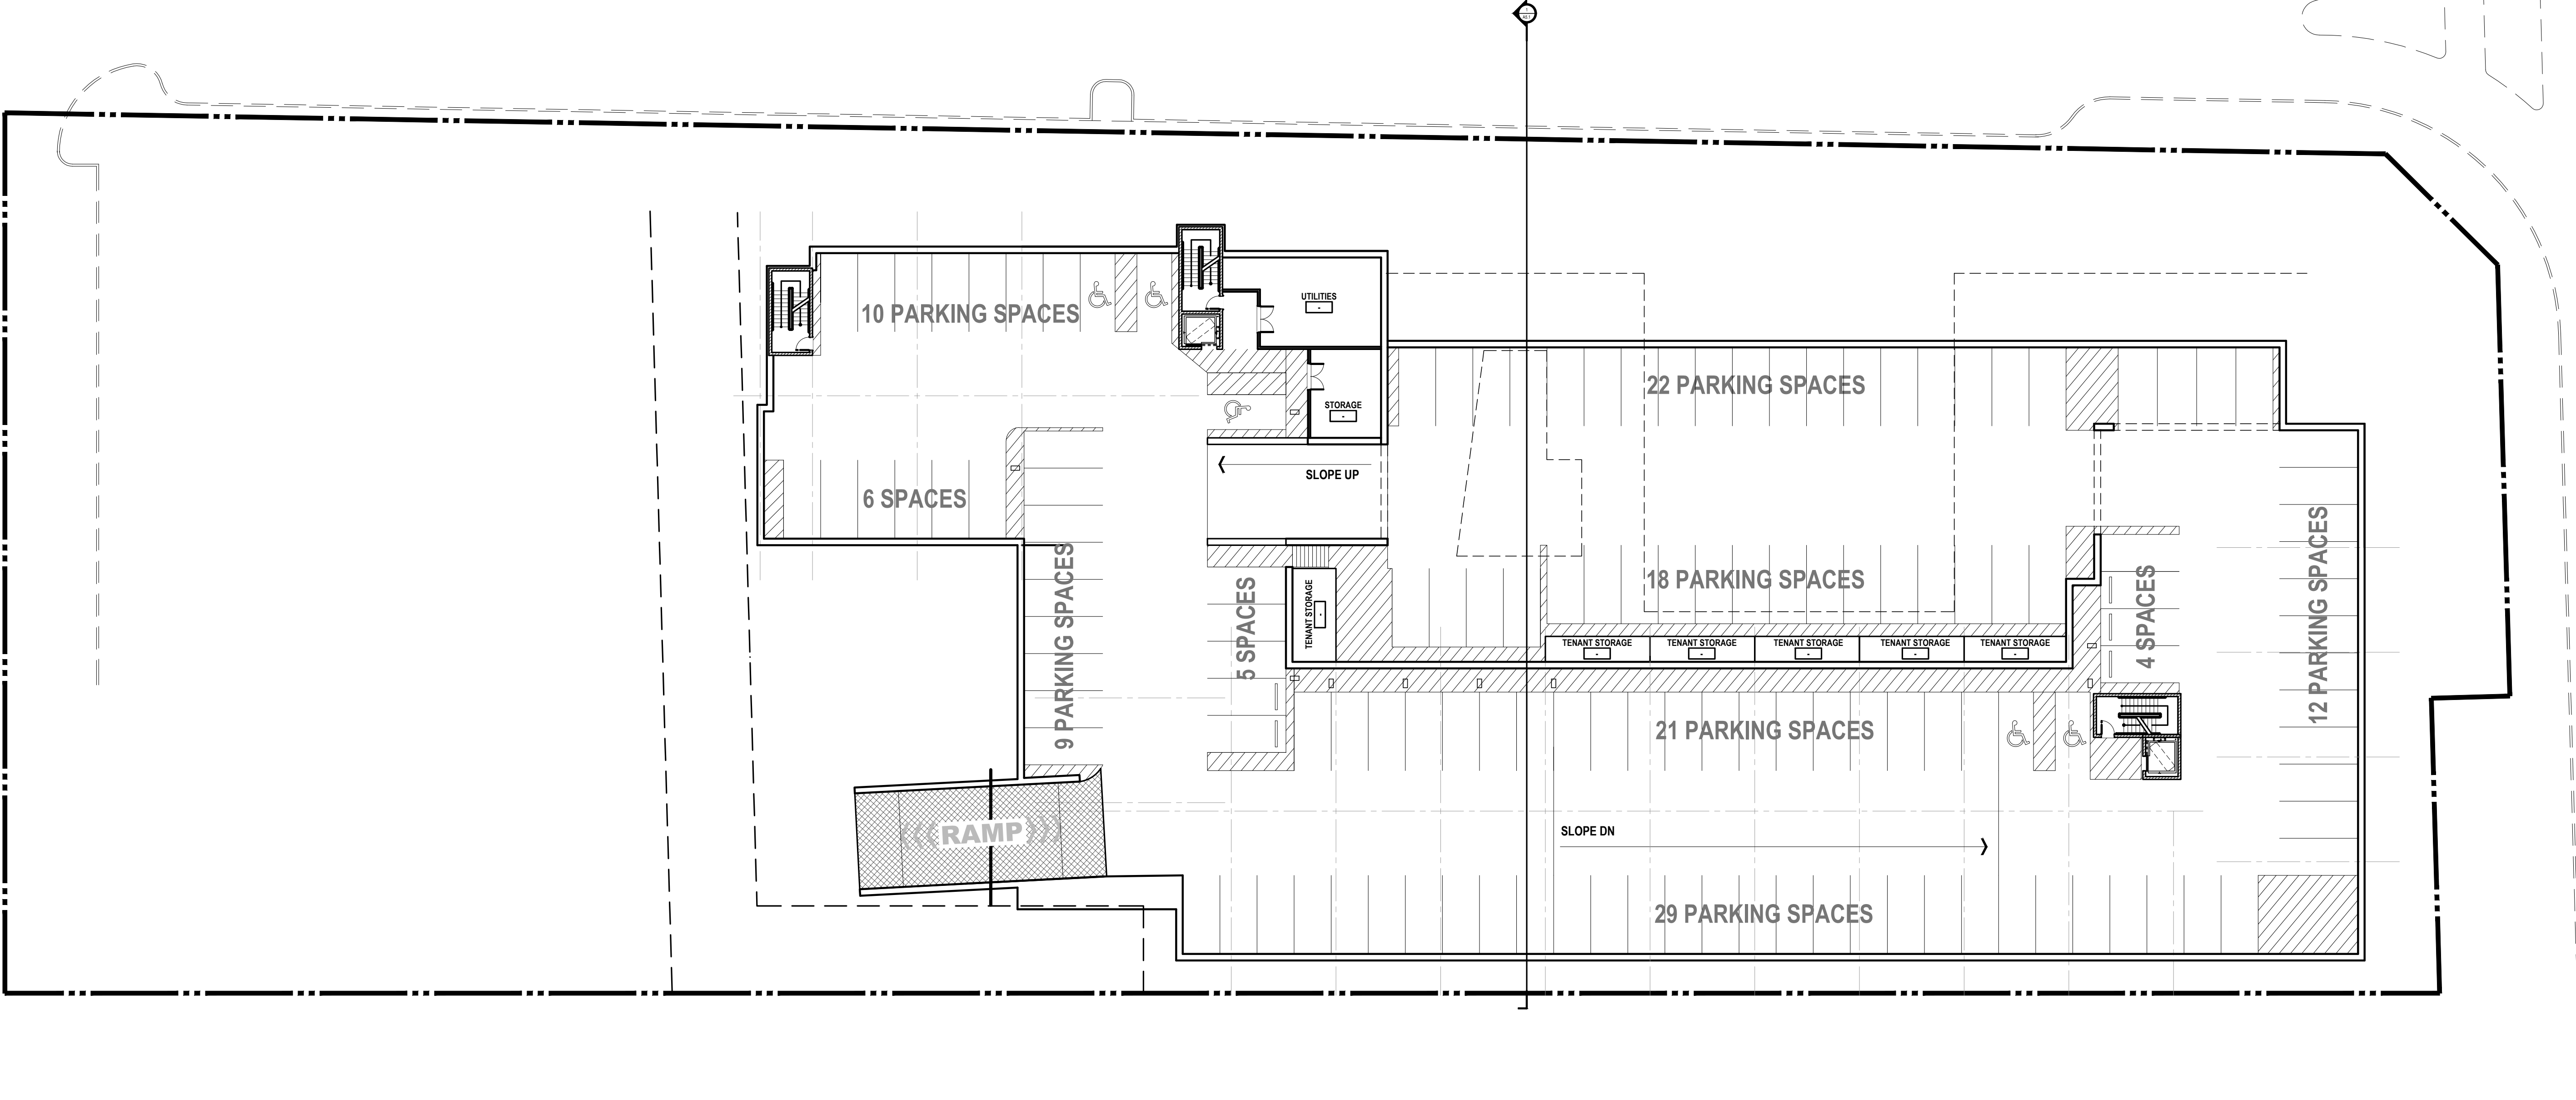 10 PARKING SPACES
UTILITIES
STORAGE
22 PARKING SPACES
SLOPE UP
6 SPACES
9 PARKING SPACES
5 SPACES
TENANT STORAGE
18 PARKING SPACES
4 SPACES
12 PARKING SPACES
TENANT STORAGE
TENANT STORAGE
TENANT STORAGE
TENANT STORAGE
TENANT STORAGE
21 PARKING SPACES
RAMP
SLOPE DN
29 PARKING SPACES